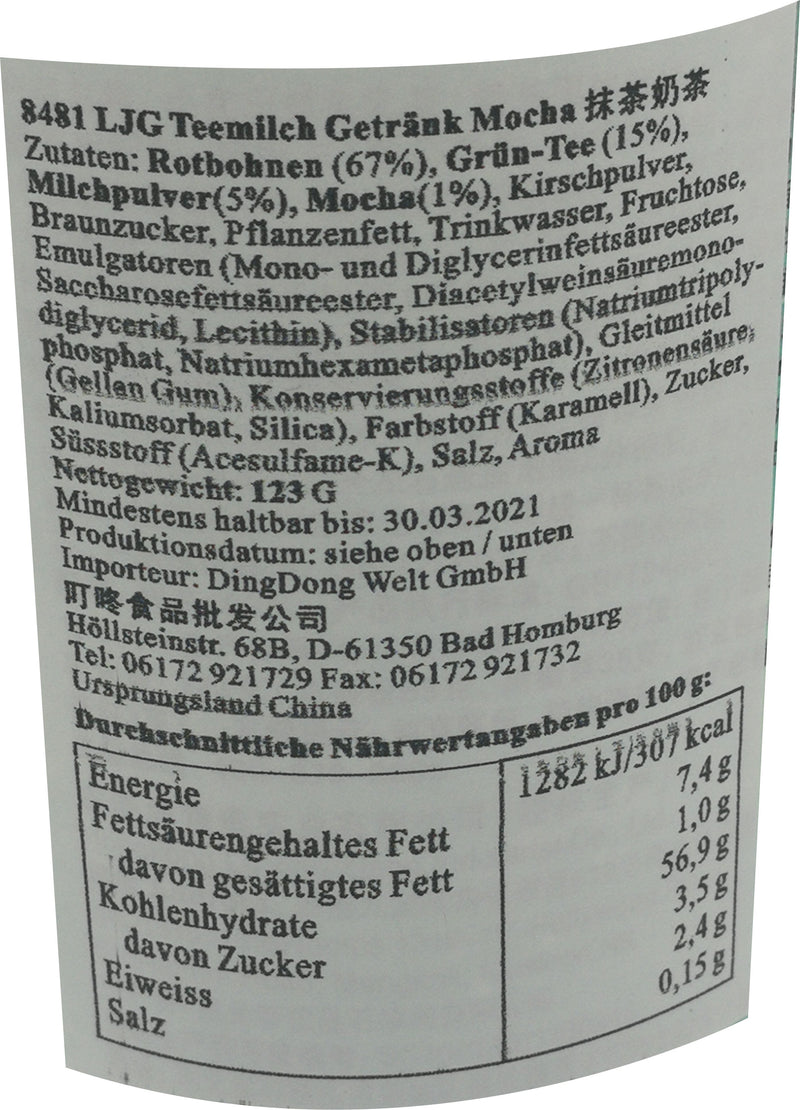 8481 LJG Teemilch Getränk Mocha 抹茶奶茶
Zutaten: Rotbohnen (67%), Grün-Tee (15%),
Milchpulver(5%), Mocha(1%), Kirschpulver,
Braunzucker, Pflanzenfett, Trinkwasser, Fruchtose,
Emulgatoren (Mono- und Diglycerinfettsäureester,
Saccharosefettsäureester, Diacetylweinsäuremono-
diglycerid, Lecithin), Stabilisatoren (Natriumtripoly-
phosphat, Natriumhexametaphosphat), Gleitmittel
(Gellan Gum), Konservierungsstoffe (Zitronensäure,
Kaliumsorbat, Silica), Farbstoff (Karamell), Zucker,
Süssstoff (Acesulfame-K), Salz, Aroma
Nettogewicht: 123 G
Mindestens haltbar bis: 30.03.2021
Produktionsdatum: siehe oben / unten
Importeur: DingDong Welt GmbH
叮咚食品批发公司
Höllsteinstr. 68B, D-61350 Bad Homburg
Tel: 06172 921729 Fax: 06172 921732
Ursprungsland China
Durchschnittliche Nährwertangaben pro 100 g:
Energie 1282 kJ/307 kcal
Fettsäurengehaltes Fett 7,4 g
davon gesättigtes Fett 1,0 g
Kohlenhydrate 56,9 g
davon Zucker 3,5 g
Eiweiss 2,4 g
Salz 0,15 g